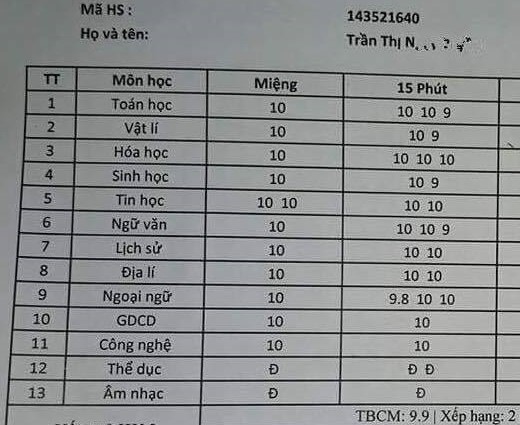 Mã HS : 143521640
Họ và tên: Trần Thị
TT Môn học Miệng 15 Phút
1 Toán học 10 10 10 9
2 Vật lí 10 10 9
3 Hóa học 10 10 10 10
4 Sinh học 10 10 9
5 Tin học 10 10 10 10
6 Ngữ văn 10 10 10 9
7 Lịch sử 10 10 10
8 Địa lí 10 10 10
9 Ngoại ngữ 10 9.8 10 10
10 GDCD 10 10
11 Công nghệ 10 10
12 Thể dục Đ Đ Đ
13 Âm nhạc Đ Đ
TBCM: 9.9 | Xếp hạng: 2